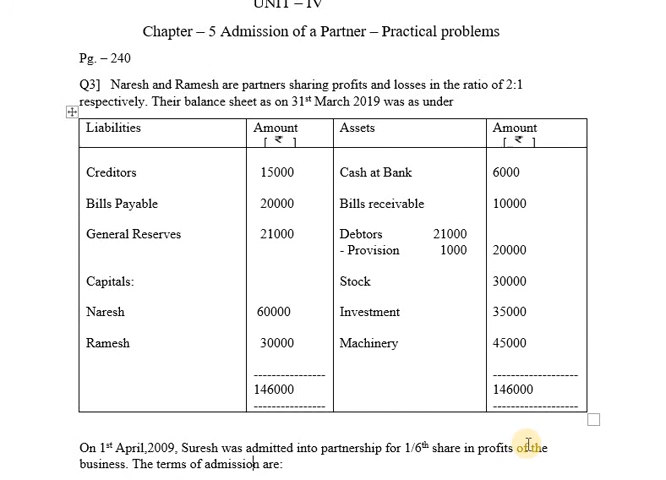 UNIT – IV
Chapter – 5 Admission of a Partner – Practical problems
Pg. – 240
Q3] Naresh and Ramesh are partners sharing profits and losses in the ratio of 2:1
respectively. Their balance sheet as on 31st March 2019 was as under
Liabilities Amount Assets Amount
[ ₹ ] [ ₹ ]
Creditors 15000 Cash at Bank 6000
Bills Payable 20000 Bills receivable 10000
General Reserves 21000 Debtors 21000
- Provision 1000 20000
Capitals: Stock 30000
Naresh 60000 Investment 35000
Ramesh 30000 Machinery 45000
---------------- ------------------
146000 146000
---------------- ------------------
On 1st April,2009, Suresh was admitted into partnership for 1/6th share in profits of the
business. The terms of admission are: